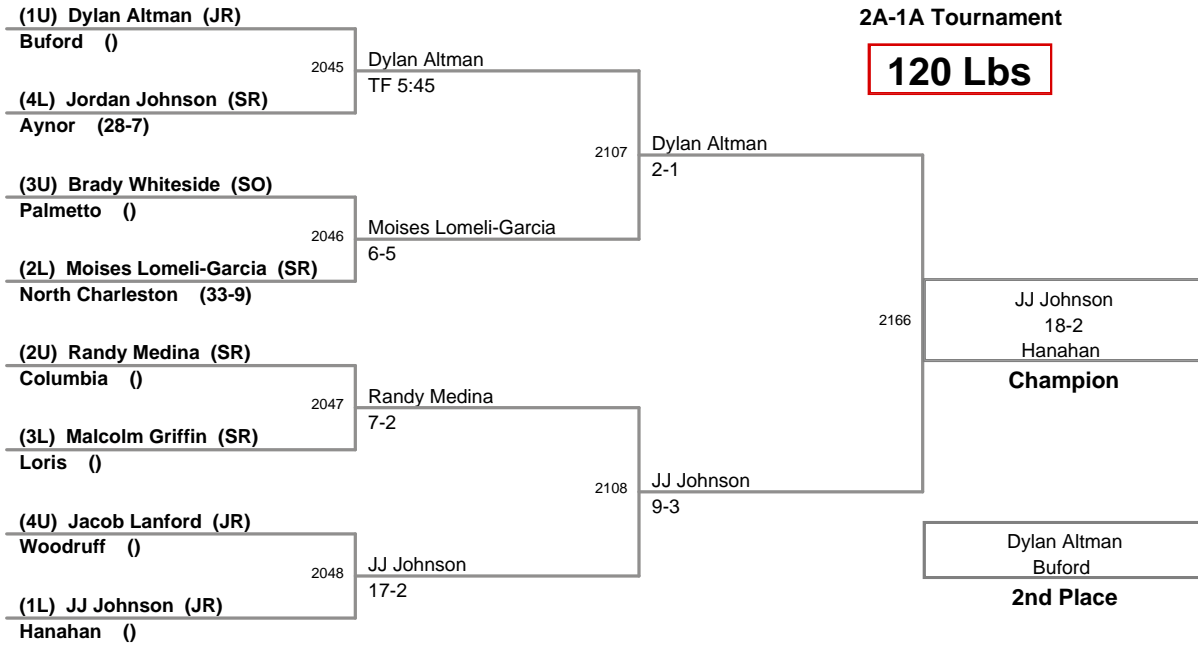 2A-1A Tournament
120 Lbs
(1U) Dylan Altman (JR)
Buford ()
2045
(4L) Jordan Johnson (SR)
Aynor (28-7)
(3U) Brady Whiteside (SO)
Palmetto ()
2046
(2L) Moises Lomeli-Garcia (SR)
North Charleston (33-9)
(2U) Randy Medina (SR)
Columbia ()
2047
(3L) Malcolm Griffin (SR)
Loris ()
(4U) Jacob Lanford (JR)
Woodruff ()
2048
(1L) JJ Johnson (JR)
Hanahan ()
Dylan Altman
TF 5:45
2107
Moises Lomeli-Garcia
6-5
Randy Medina
7-2
2108
JJ Johnson
17-2
Dylan Altman
2-1
2166
JJ Johnson
9-3
JJ Johnson
18-2
Hanahan
Champion
Dylan Altman
Buford
2nd Place